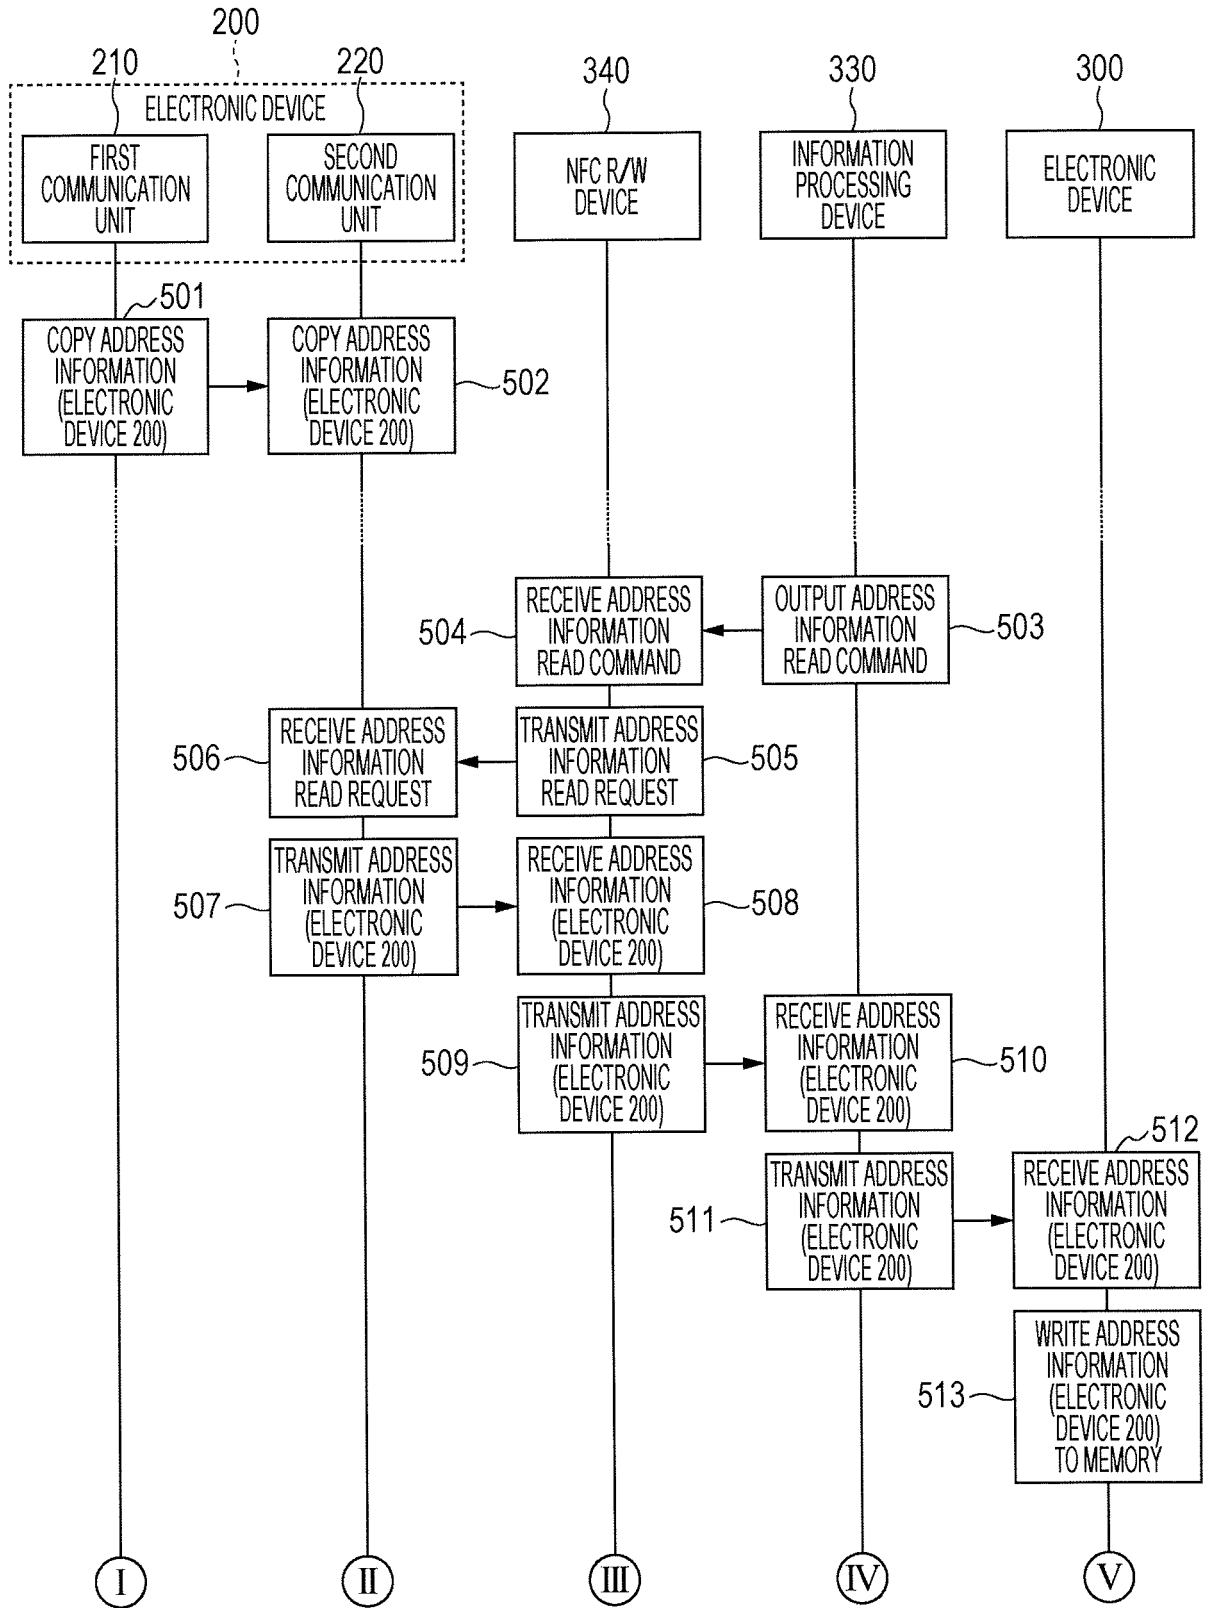 200
210
220
340
330
300
ELECTRONIC DEVICE
FIRST
COMMUNICATION
UNIT
SECOND
COMMUNICATION
UNIT
NFC R/W
DEVICE
INFORMATION
PROCESSING
DEVICE
ELECTRONIC
DEVICE
501
COPY ADDRESS
INFORMATION
(ELECTRONIC
DEVICE 200)
COPY ADDRESS
INFORMATION
(ELECTRONIC
DEVICE 200)
502
504
RECEIVE ADDRESS
INFORMATION
READ COMMAND
OUTPUT ADDRESS
INFORMATION
READ COMMAND
503
506
RECEIVE ADDRESS
INFORMATION
READ REQUEST
TRANSMIT ADDRESS
INFORMATION
READ REQUEST
505
507
TRANSMIT ADDRESS
INFORMATION
(ELECTRONIC
DEVICE 200)
RECEIVE ADDRESS
INFORMATION
(ELECTRONIC
DEVICE 200)
508
509
TRANSMIT ADDRESS
INFORMATION
(ELECTRONIC
DEVICE 200)
RECEIVE ADDRESS
INFORMATION
(ELECTRONIC
DEVICE 200)
510
511
TRANSMIT ADDRESS
INFORMATION
(ELECTRONIC
DEVICE 200)
512
RECEIVE ADDRESS
INFORMATION
(ELECTRONIC
DEVICE 200)
513
WRITE ADDRESS
INFORMATION
(ELECTRONIC
DEVICE 200)
TO MEMORY
I
II
III
IV
V